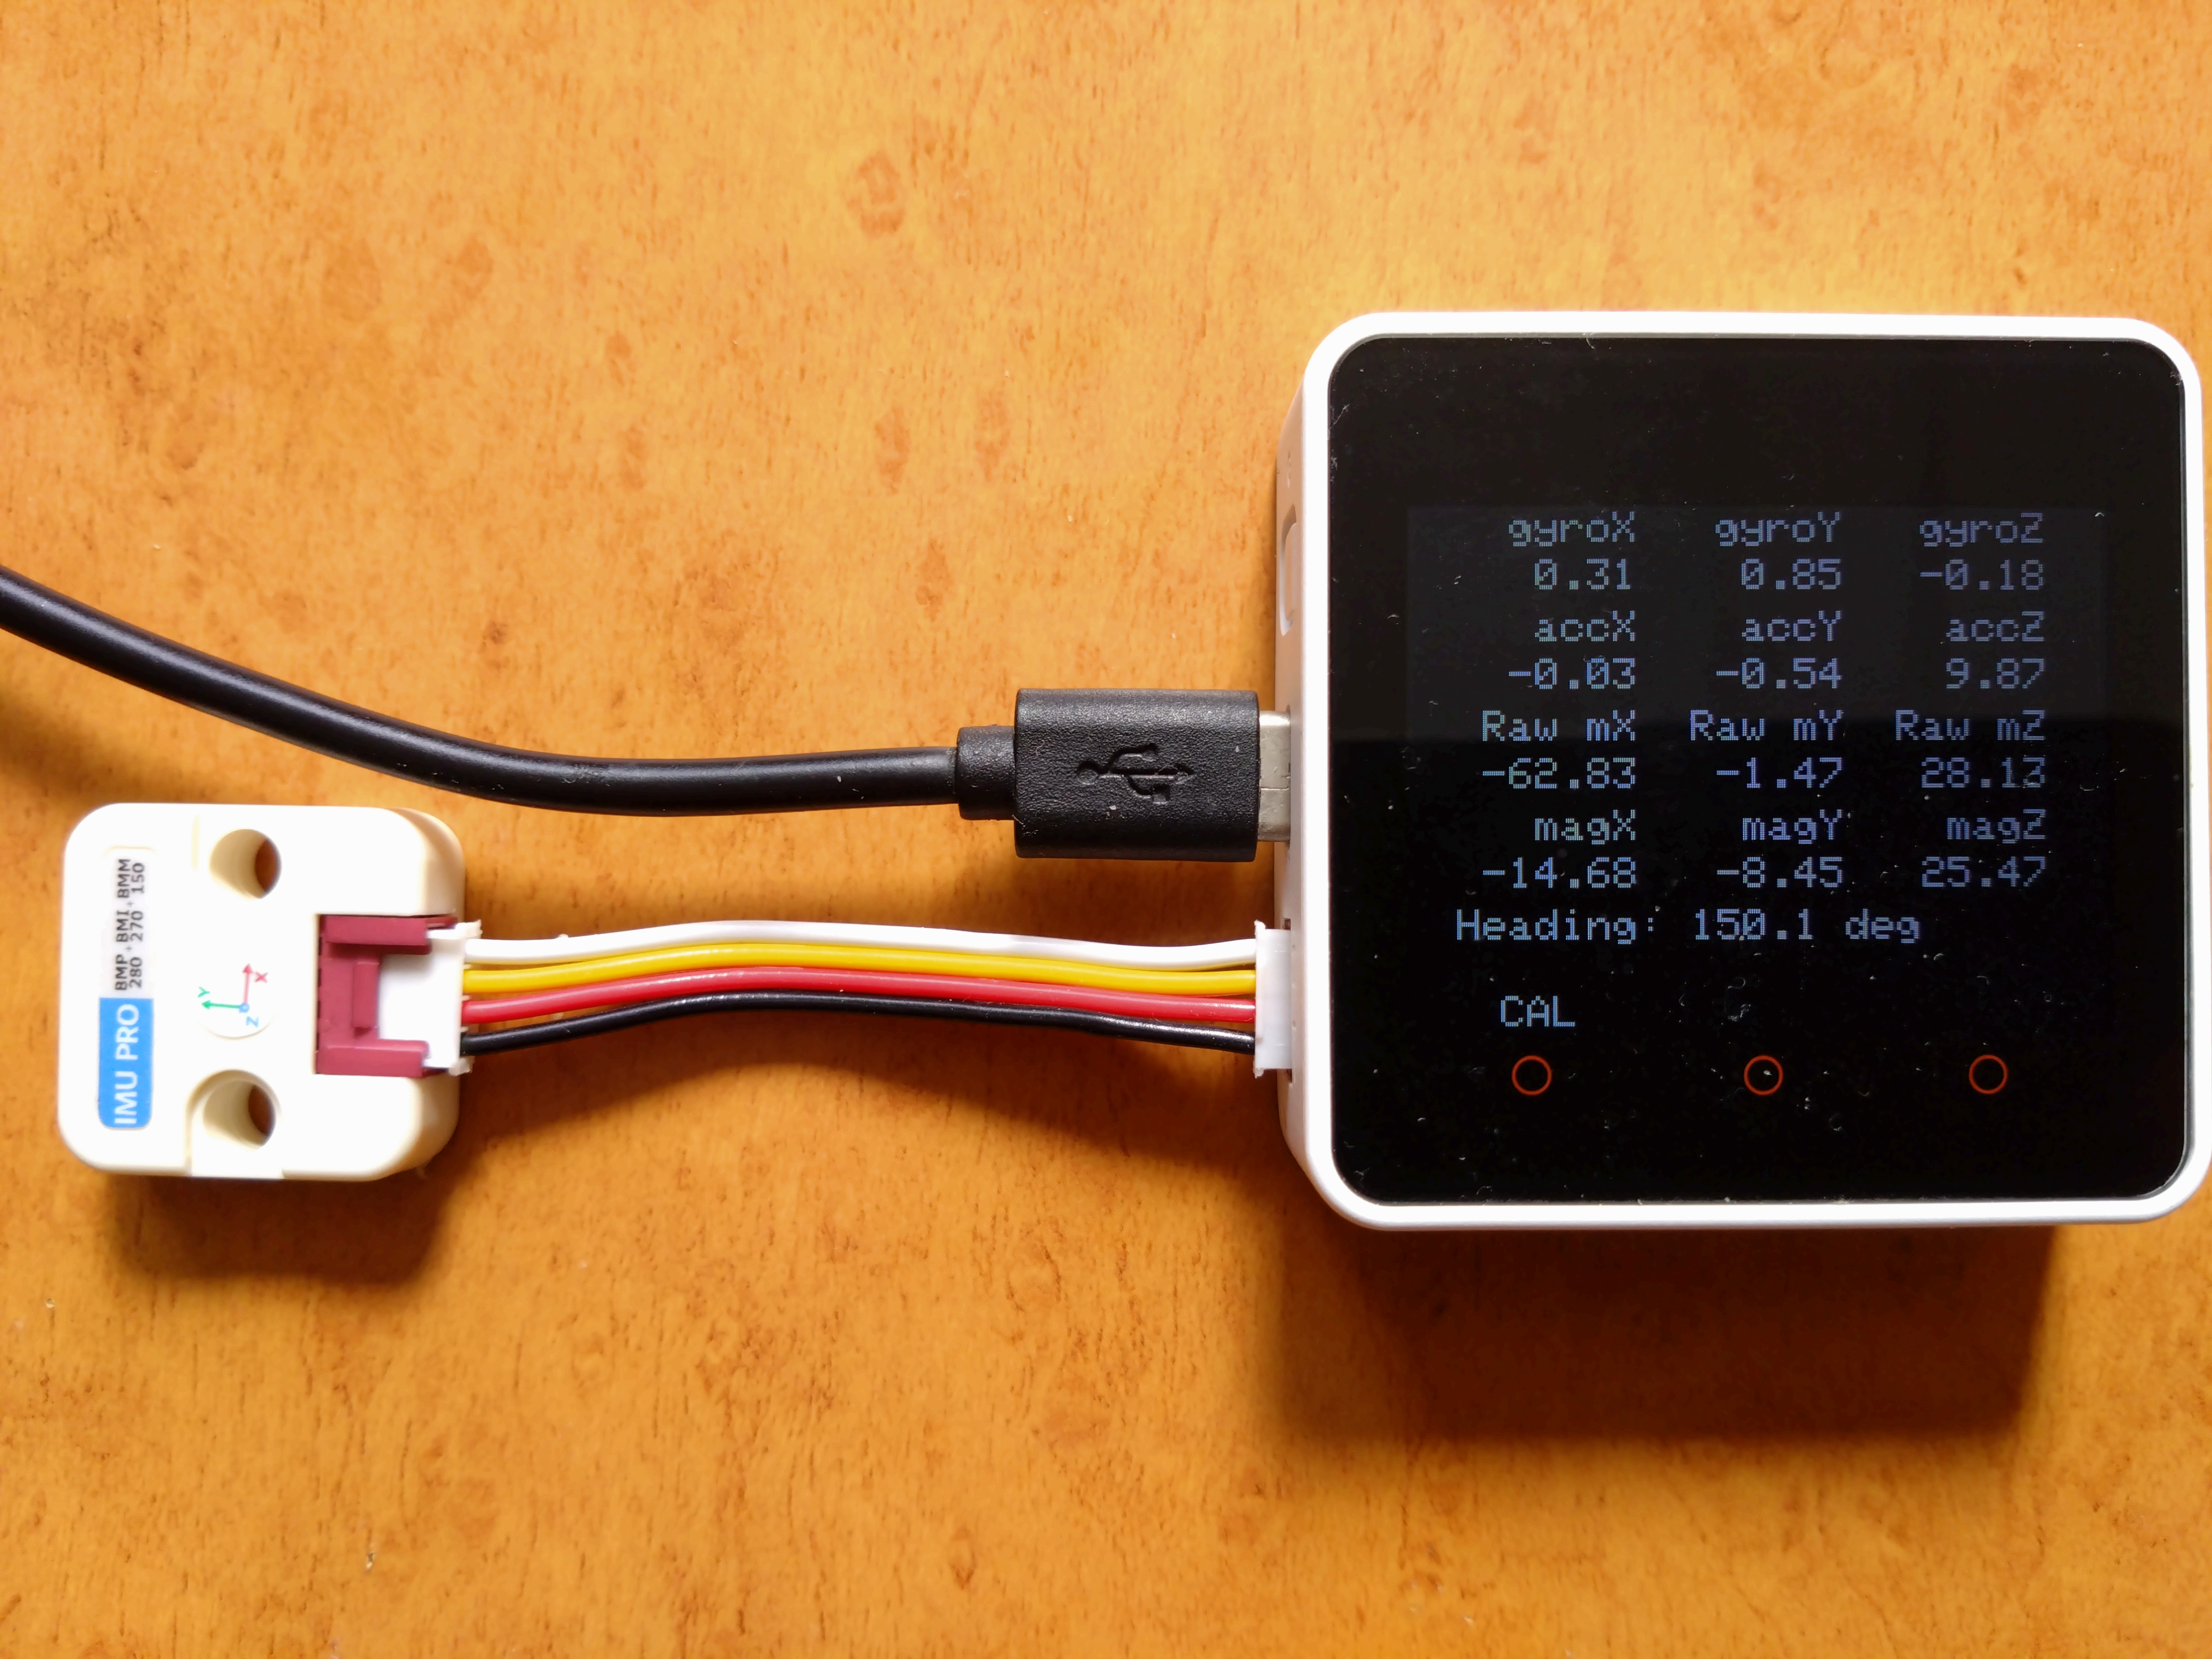 gyroX gyroY gyroZ
0.31 0.85 -0.18
accX accY accZ
-0.03 -0.54 9.87
Raw mX Raw mY Raw mZ
-62.83 -1.47 28.13
magX magY magZ
-14.68 -8.45 25.47
Heading: 150.1 deg
CAL
IMU PRO
BMP + BMI + BMM
280 270 150
X
Y
Z